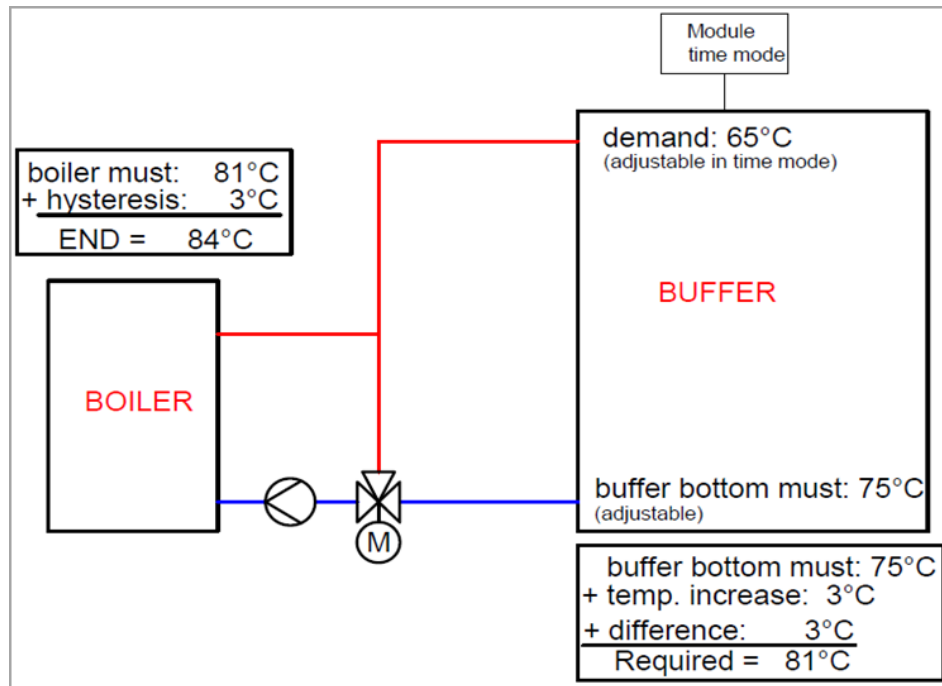 Module
time mode
demand: 65°C
(adjustable in time mode)
boiler must: 81°C
+ hysteresis: 3°C
END = 84°C
BUFFER
BOILER
buffer bottom must: 75°C
(adjustable)
M
buffer bottom must: 75°C
+ temp. increase: 3°C
+ difference: 3°C
Required = 81°C